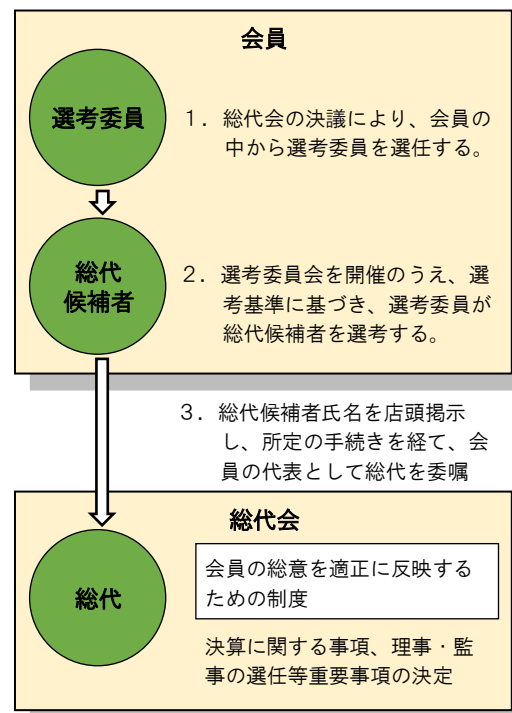 会員
選考委員
１．総代会の決議により、会員の
中から選考委員を選任する。
総代
候補者
２．選考委員会を開催のうえ、選
考基準に基づき、選考委員が
総代候補者を選考する。
３．総代候補者氏名を店頭掲示
し、所定の手続きを経て、会
員の代表として総代を委嘱
総代会
総代
会員の総意を適正に反映する
ための制度
決算に関する事項、理事・監
事の選任等重要事項の決定